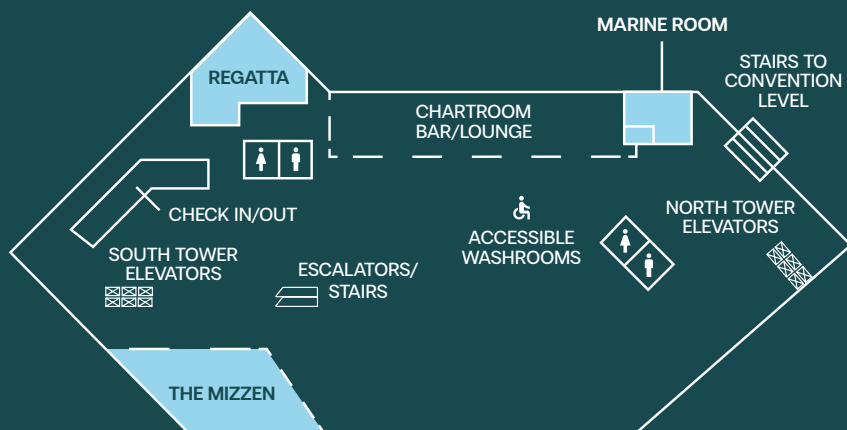 MARINE ROOM
REGATTA
STAIRS TO
CONVENTION
LEVEL
CHARTROOM
BAR/LOUNGE
CHECK IN/OUT
NORTH TOWER
ELEVATORS
ACCESSIBLE
WASHROOMS
SOUTH TOWER
ELEVATORS
ESCALATORS/
STAIRS
THE MIZZEN